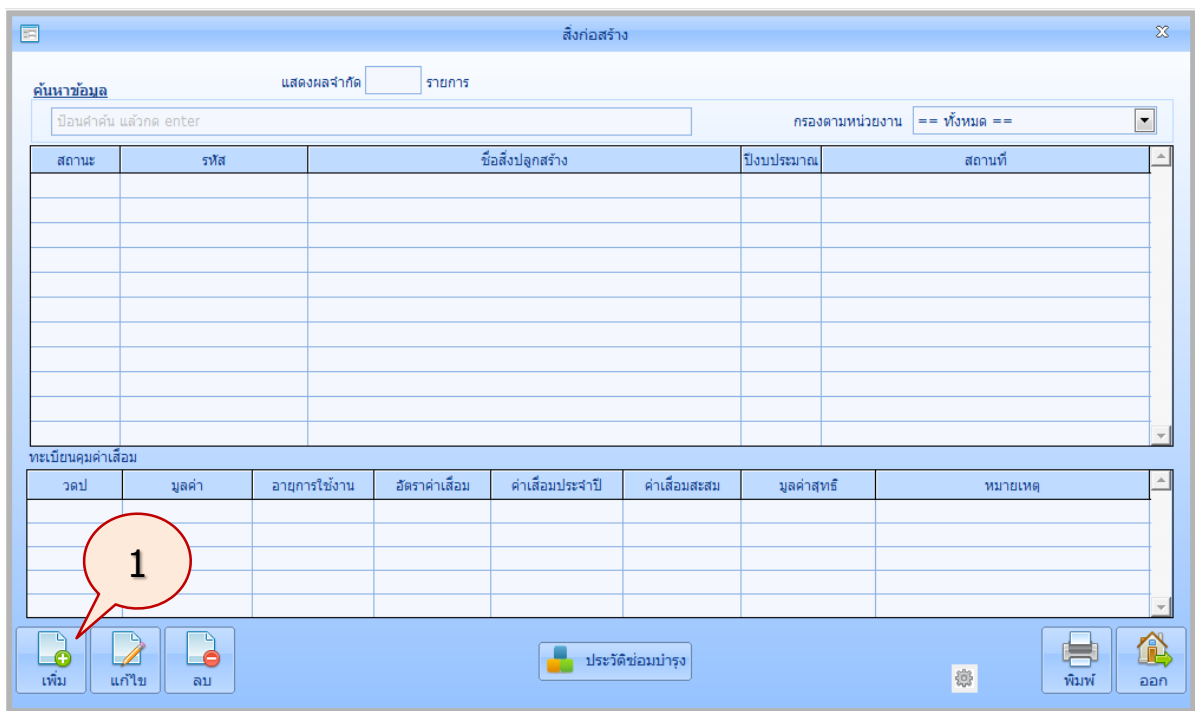 สิ่งก่อสร้าง
แสดงผลจำกัด รายการ
ค้นหาข้อมูล
ป้อนคำค้น แล้วกด enter กรองตามหน่วยงาน == ทั้งหมด ==
สถานะ รหัส ชื่อสิ่งปลูกสร้าง ปีงบประมาณ สถานที่
ทะเบียนคุมค่าเสื่อม
วดป มูลค่า อายุการใช้งาน อัตราค่าเสื่อม ค่าเสื่อมประจำปี ค่าเสื่อมสะสม มูลค่าสุทธิ หมายเหตุ
1
เพิ่ม แก้ไข ลบ ประวัติซ่อมบำรุง พิมพ์ ออก